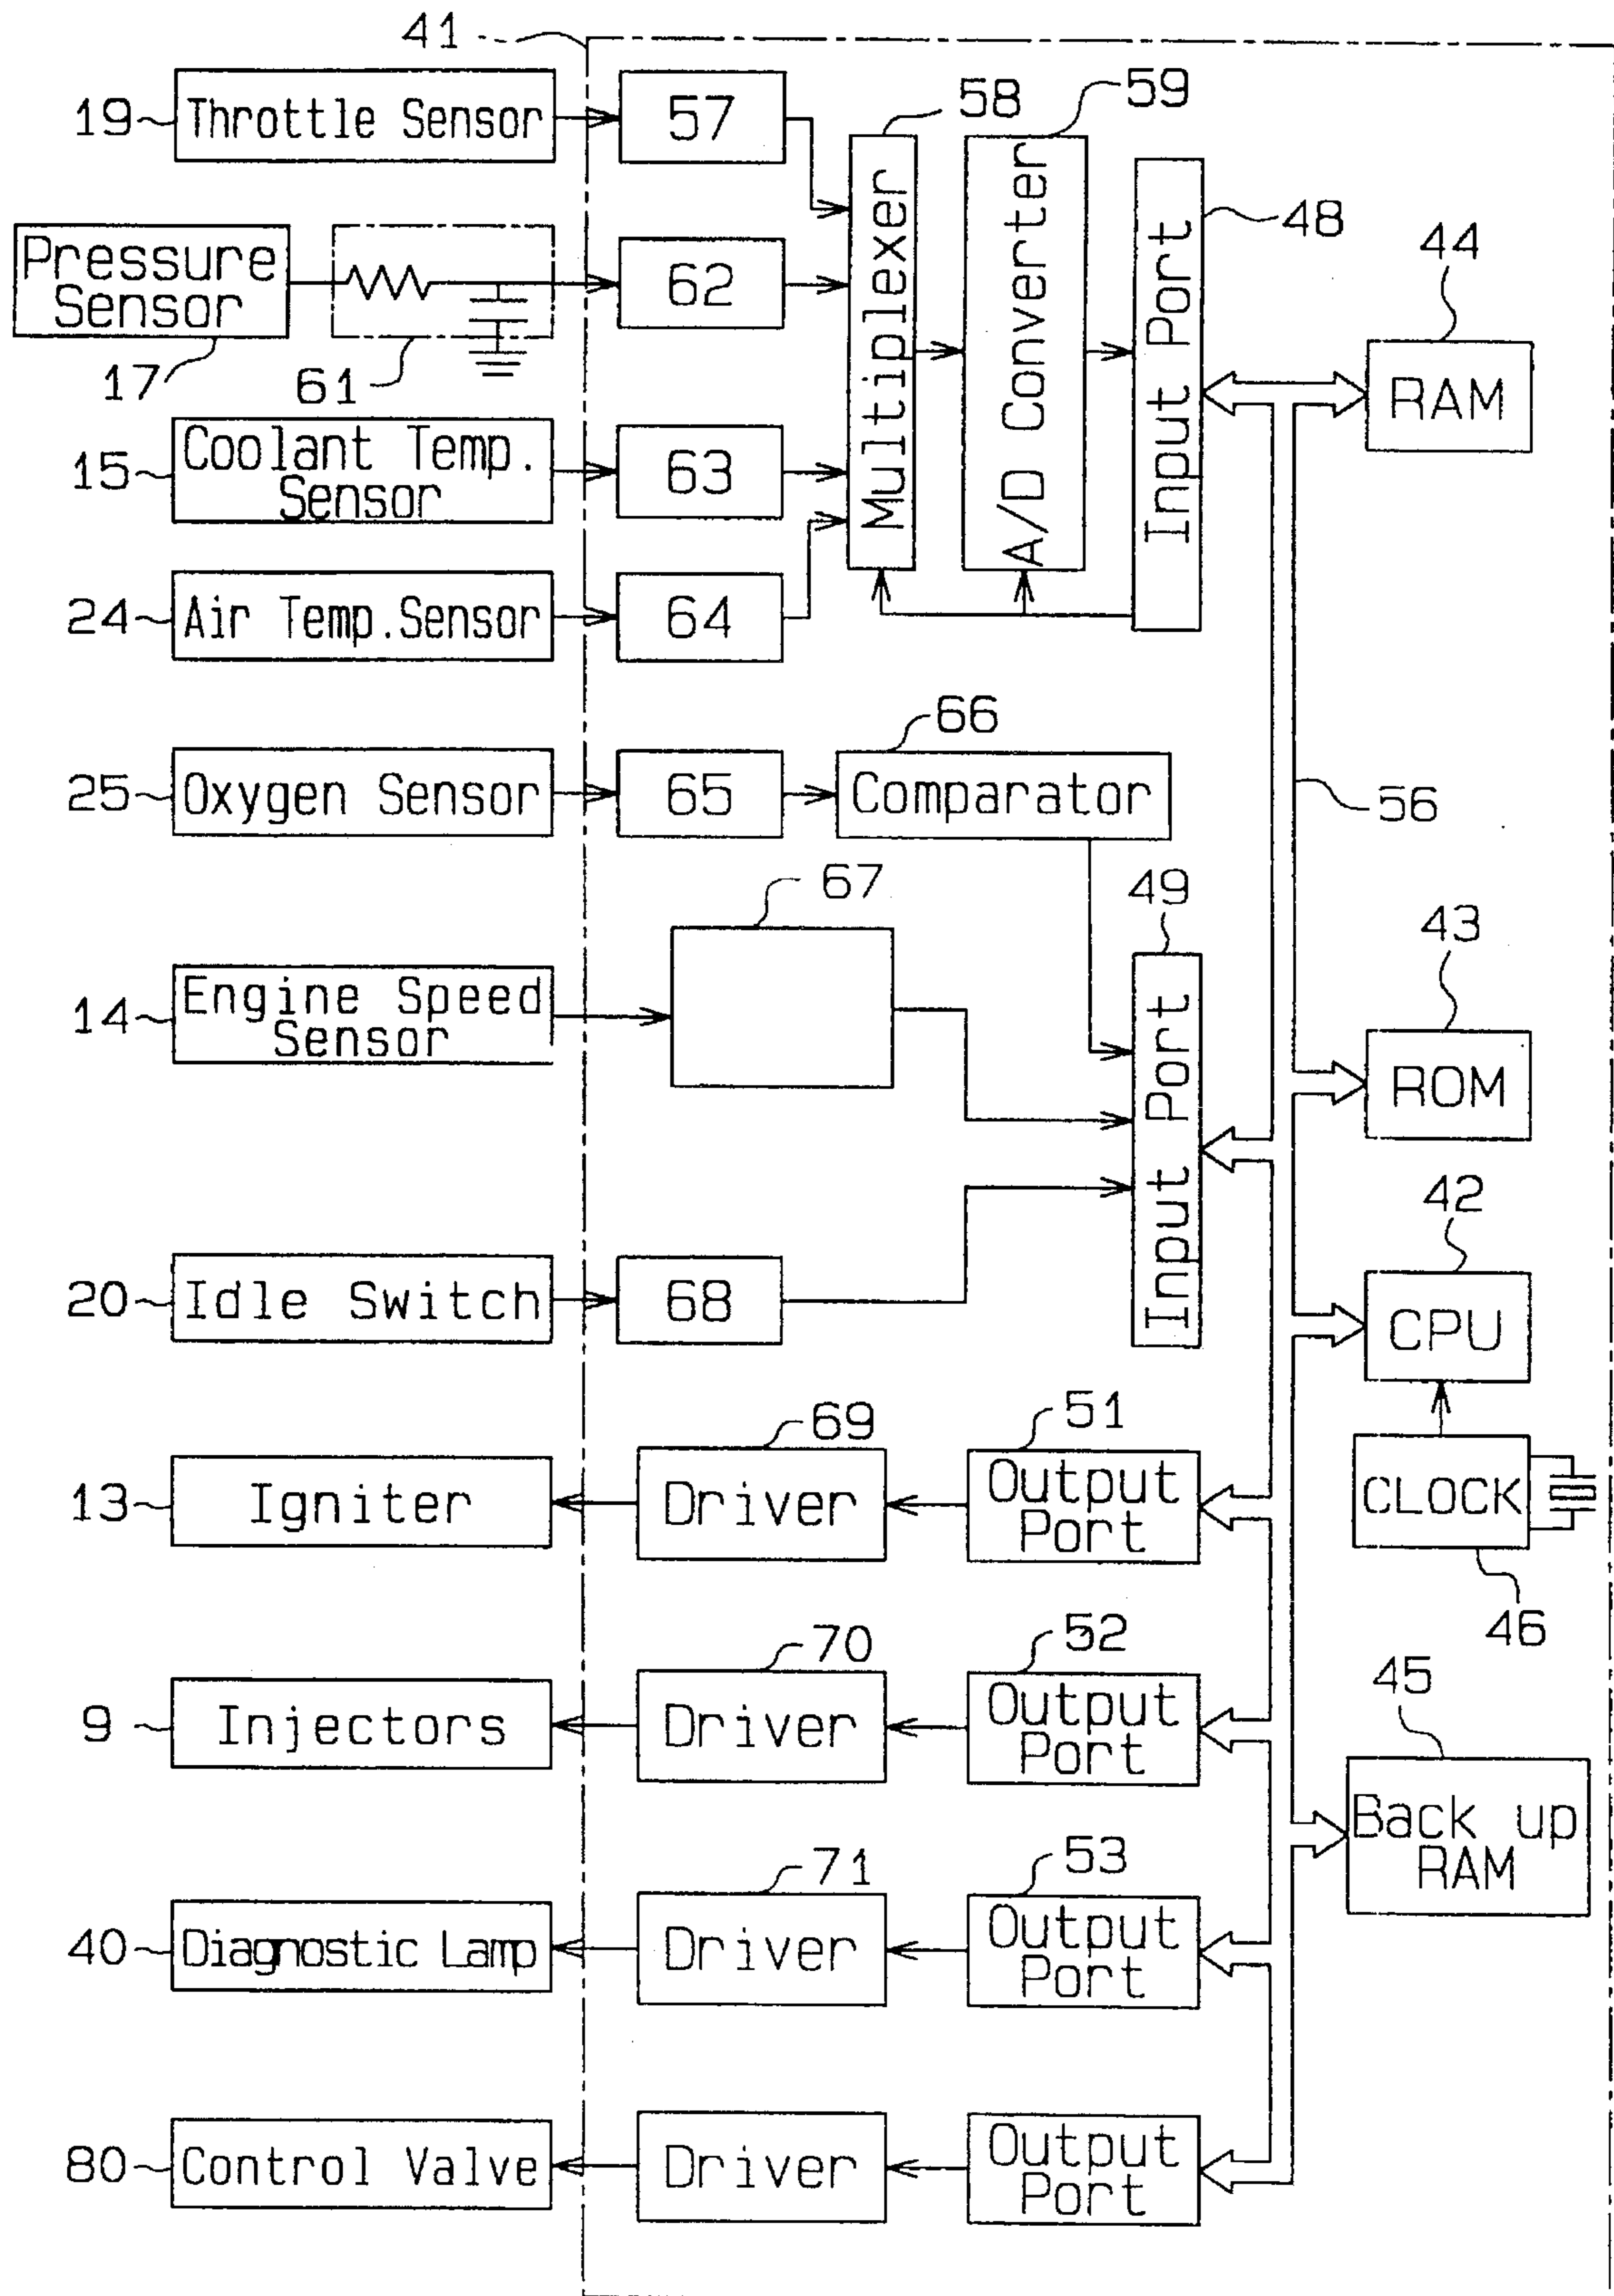 41
19
Throttle Sensor
57
58
59
Multiplexer
A/D Converter
Input Port
48
44
RAM
Pressure
Sensor
17
61
62
15
Coolant Temp.
Sensor
63
24
Air Temp.Sensor
64
66
25
Oxygen Sensor
65
Comparator
56
67
49
43
14
Engine Speed
Sensor
Input Port
ROM
42
CPU
20
Idle Switch
68
69
51
13
Igniter
Driver
Output
Port
CLOCK
46
70
52
9
Injectors
Driver
Output
Port
45
Back up
RAM
71
53
40
Diagnostic Lamp
Driver
Output
Port
80
Control Valve
Driver
Output
Port